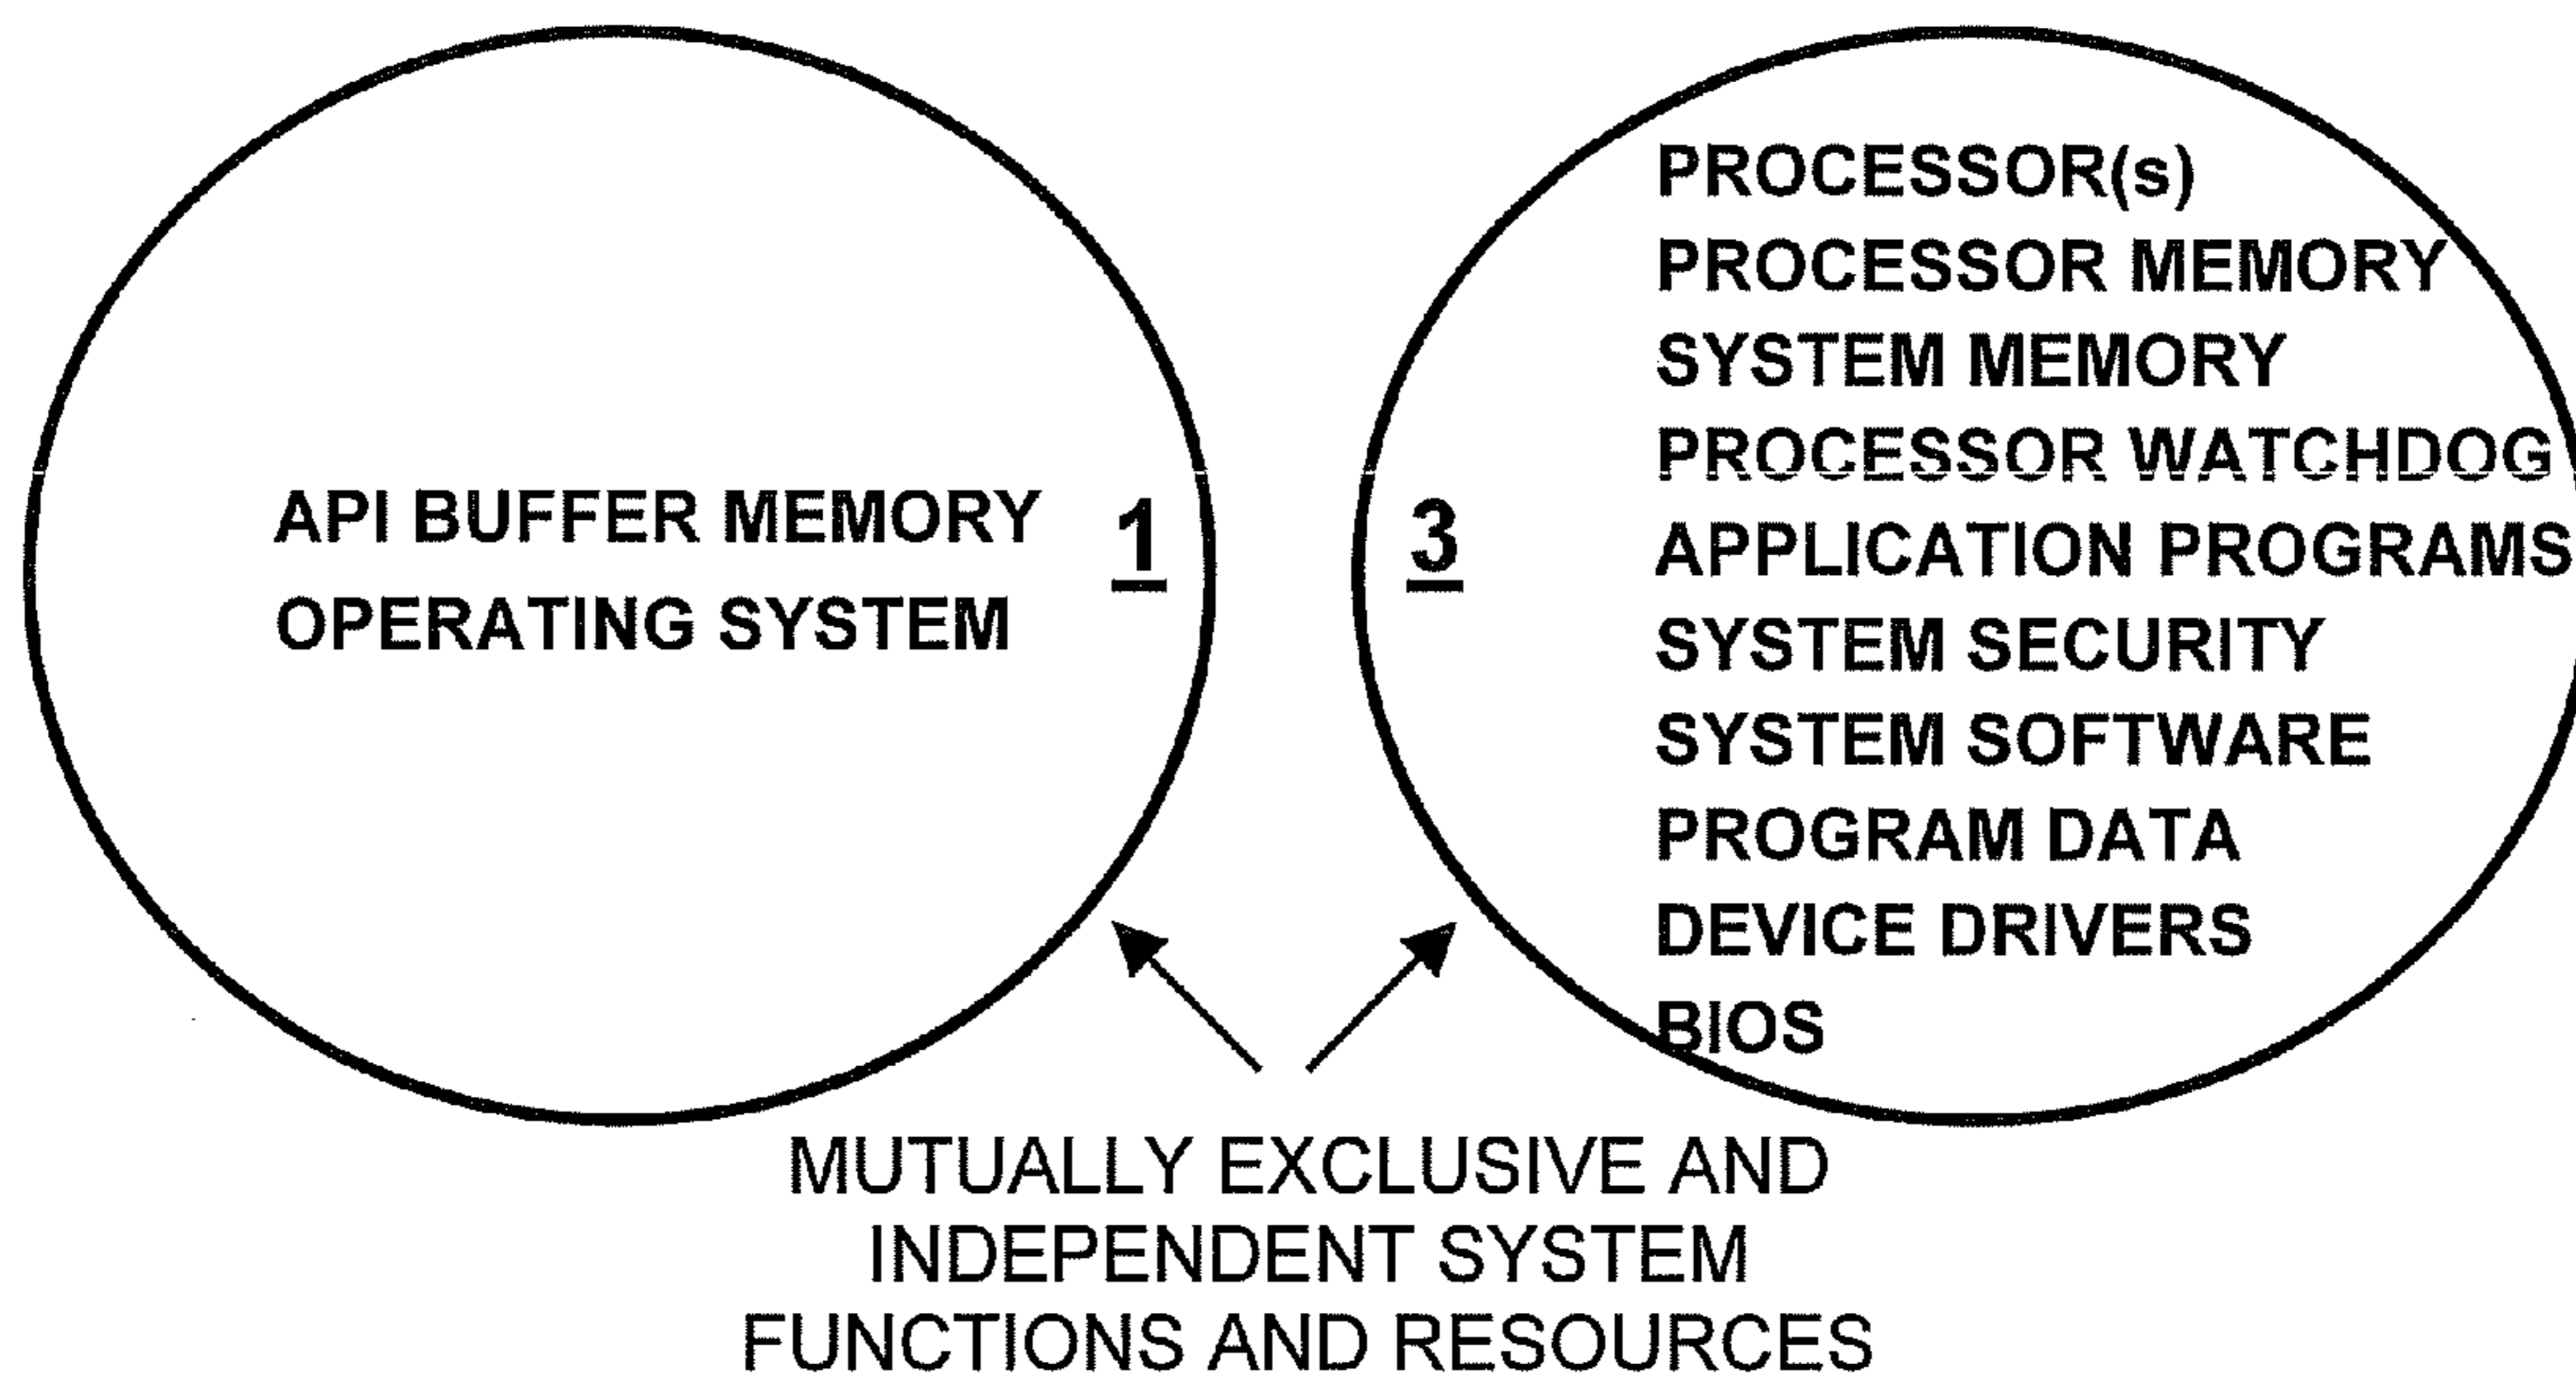 API BUFFER MEMORY
OPERATING SYSTEM
1
3
PROCESSOR(s)
PROCESSOR MEMORY
SYSTEM MEMORY
PROCESSOR WATCHDOG
APPLICATION PROGRAMS
SYSTEM SECURITY
SYSTEM SOFTWARE
PROGRAM DATA
DEVICE DRIVERS
BIOS
MUTUALLY EXCLUSIVE AND
INDEPENDENT SYSTEM
FUNCTIONS AND RESOURCES